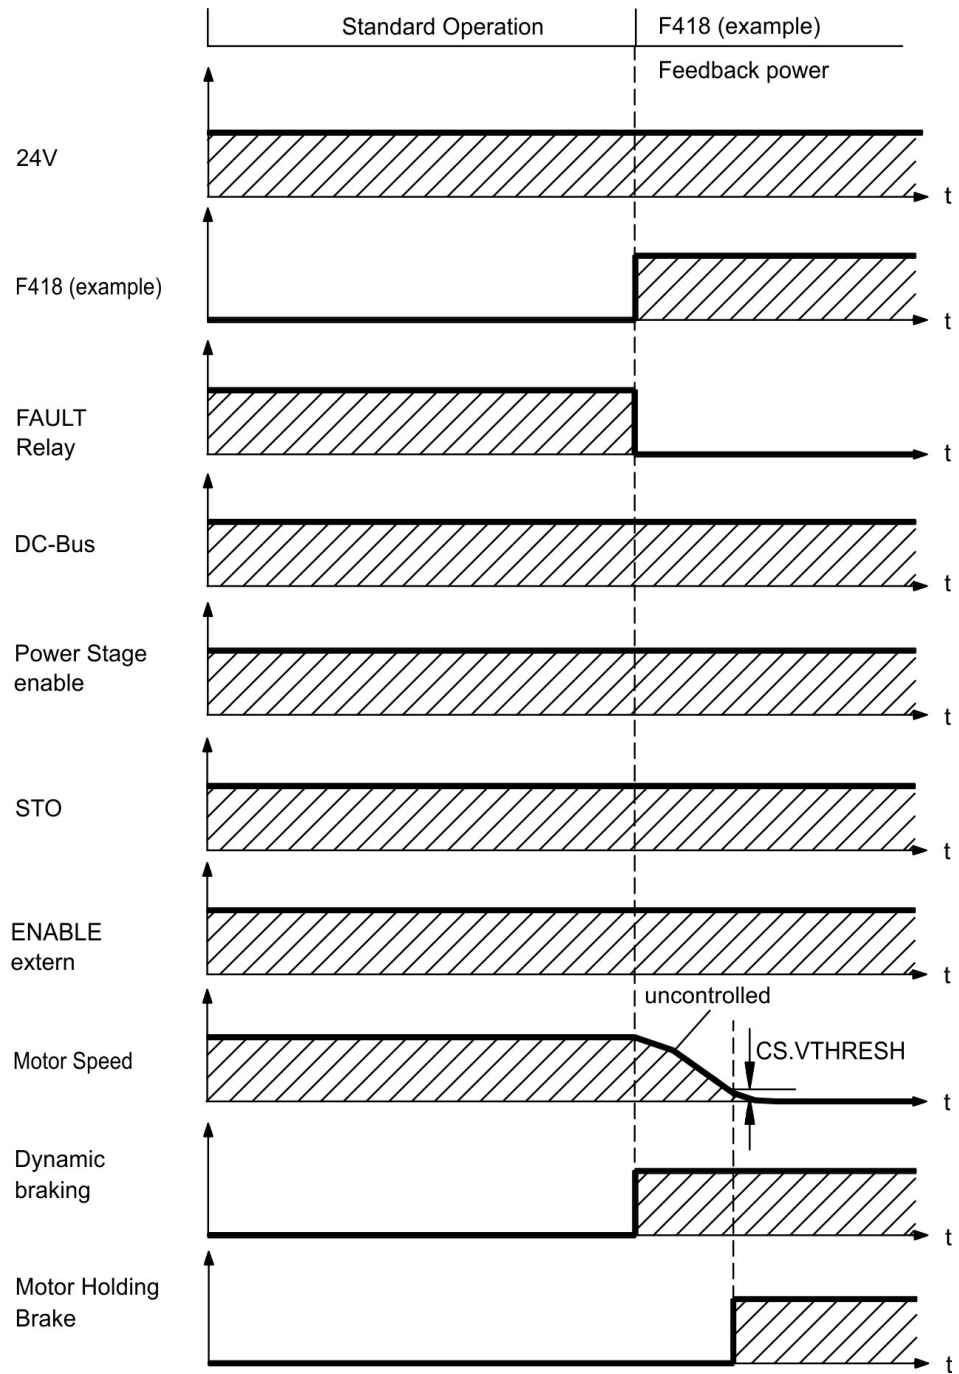 Standard Operation
F418 (example)
Feedback power
24V
t
F418 (example)
t
FAULT
Relay
t
DC-Bus
t
Power Stage
enable
t
STO
t
ENABLE
extern
t
uncontrolled
CS.VTHRESH
Motor Speed
t
Dynamic
braking
t
Motor Holding
Brake
t